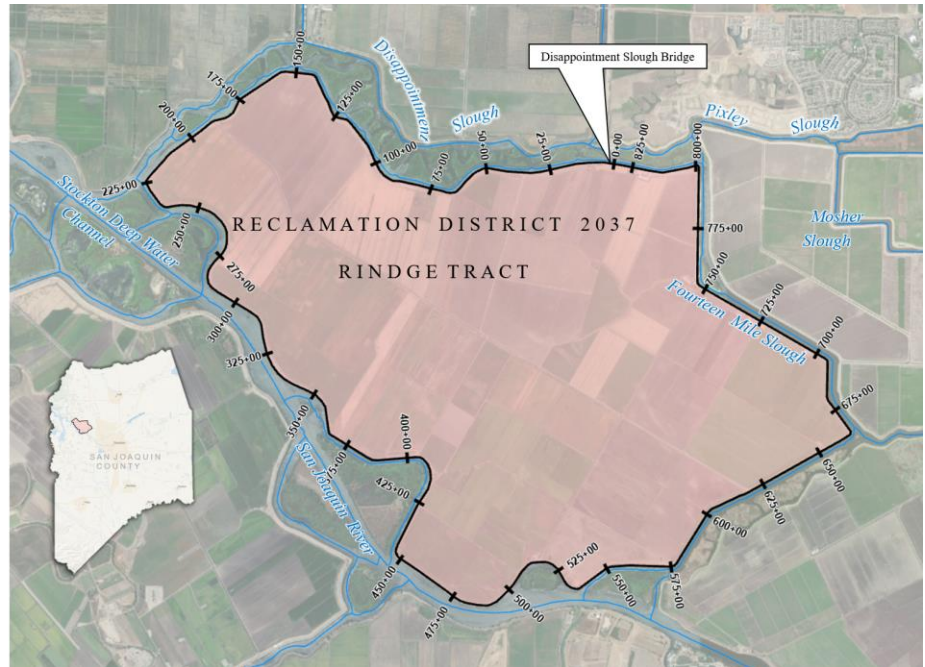 Disappointment Slough Bridge
Disappointmenz
Slough
Pixley
Slough
Mosher
Slough
Stockton Deep Water
Channel
RECLAMATION DISTRICT 2037
RINDGE TRACT
Fourteen Mile Slough
San Joaquin River
SAN JOAQUIN
COUNTY
0+00
25+00
50+00
75+00
100+00
125+00
150+00
175+00
200+00
225+00
250+00
275+00
300+00
325+00
350+00
375+00
400+00
425+00
450+00
475+00
500+00
525+00
550+00
575+00
600+00
625+00
650+00
675+00
700+00
725+00
750+00
775+00
800+00
825+00